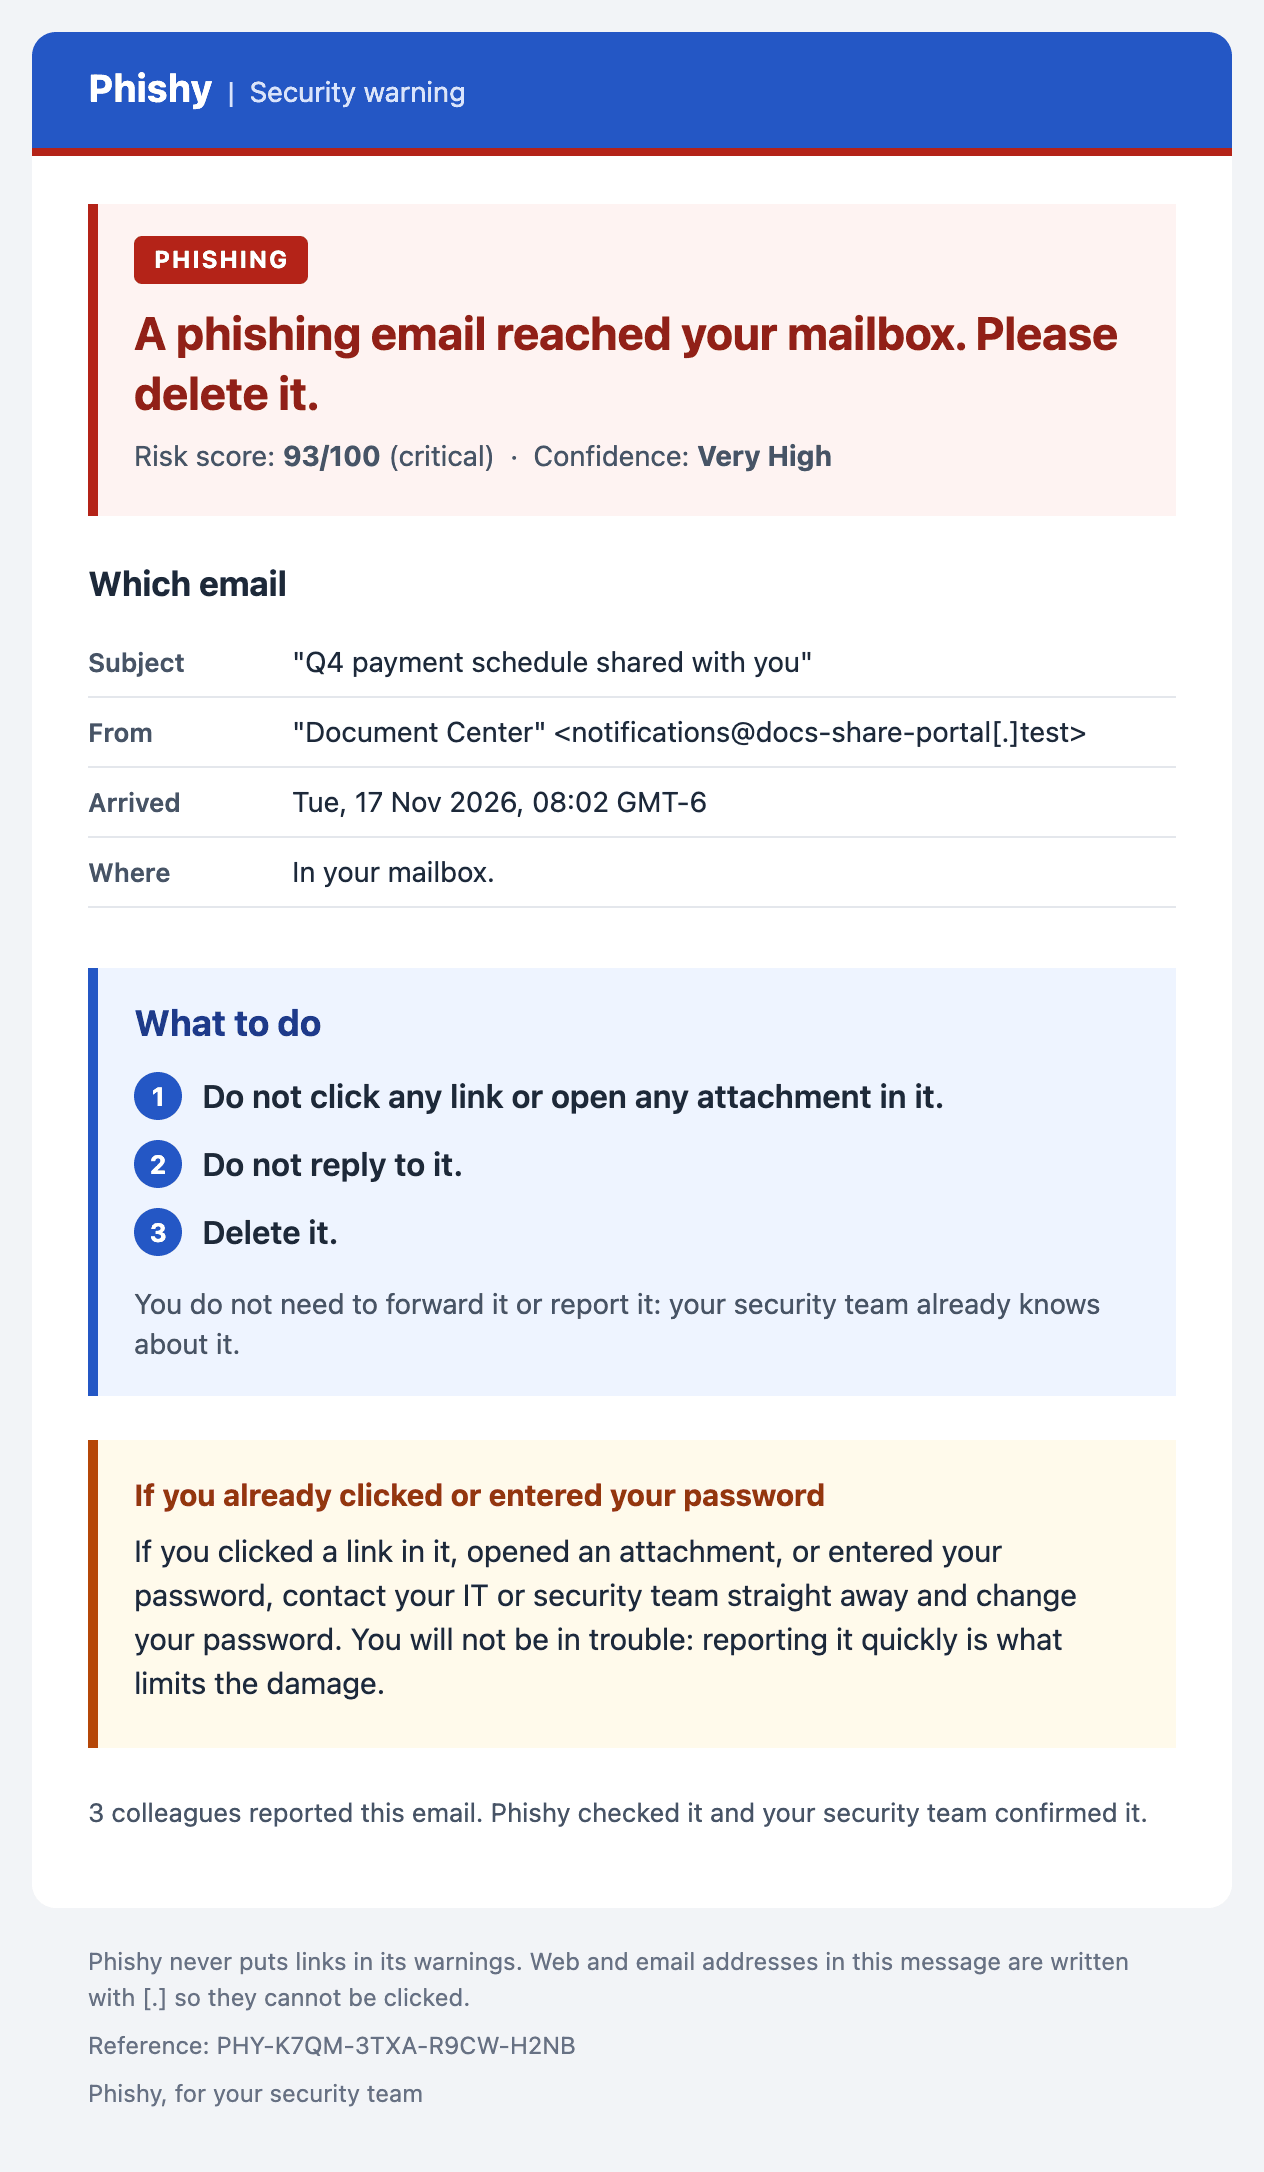 Phishy | Security warning
PHISHING
A phishing email reached your mailbox. Please
delete it.
Risk score: 93/100 (critical) · Confidence: Very High
Which email
Subject "Q4 payment schedule shared with you"
From "Document Center" <notifications@docs-share-portal[.]test>
Arrived Tue, 17 Nov 2026, 08:02 GMT-6
Where In your mailbox.
What to do
1 Do not click any link or open any attachment in it.
2 Do not reply to it.
3 Delete it.
You do not need to forward it or report it: your security team already knows
about it.
If you already clicked or entered your password
If you clicked a link in it, opened an attachment, or entered your
password, contact your IT or security team straight away and change
your password. You will not be in trouble: reporting it quickly is what
limits the damage.
3 colleagues reported this email. Phishy checked it and your security team confirmed it.
Phishy never puts links in its warnings. Web and email addresses in this message are written
with [.] so they cannot be clicked.
Reference: PHY-K7QM-3TXA-R9CW-H2NB
Phishy, for your security team